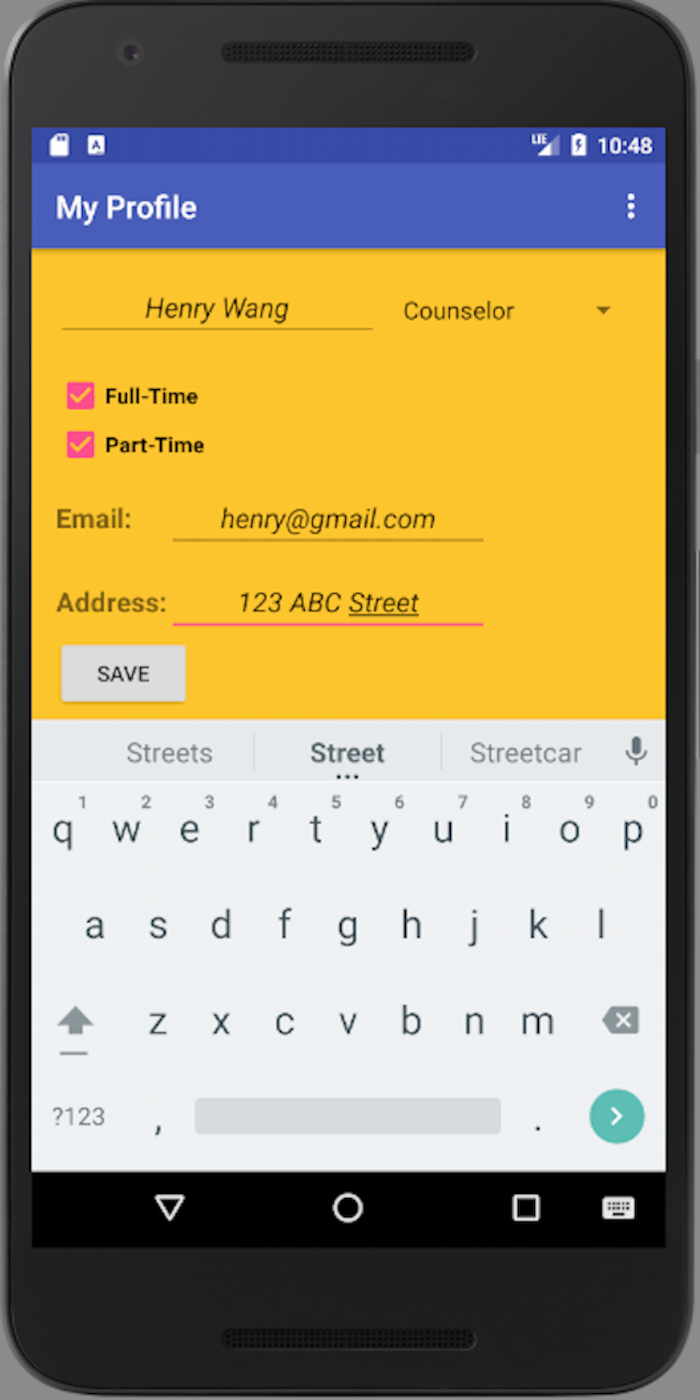 LTE 10:48
My Profile
Henry Wang Counselor
Full-Time
Part-Time
Email: henry@gmail.com
Address: 123 ABC Street
SAVE
Streets Street Streetcar
1 2 3 4 5 6 7 8 9 0
q w e r t y u i o p
a s d f g h j k l
z x c v b n m
?123 , .